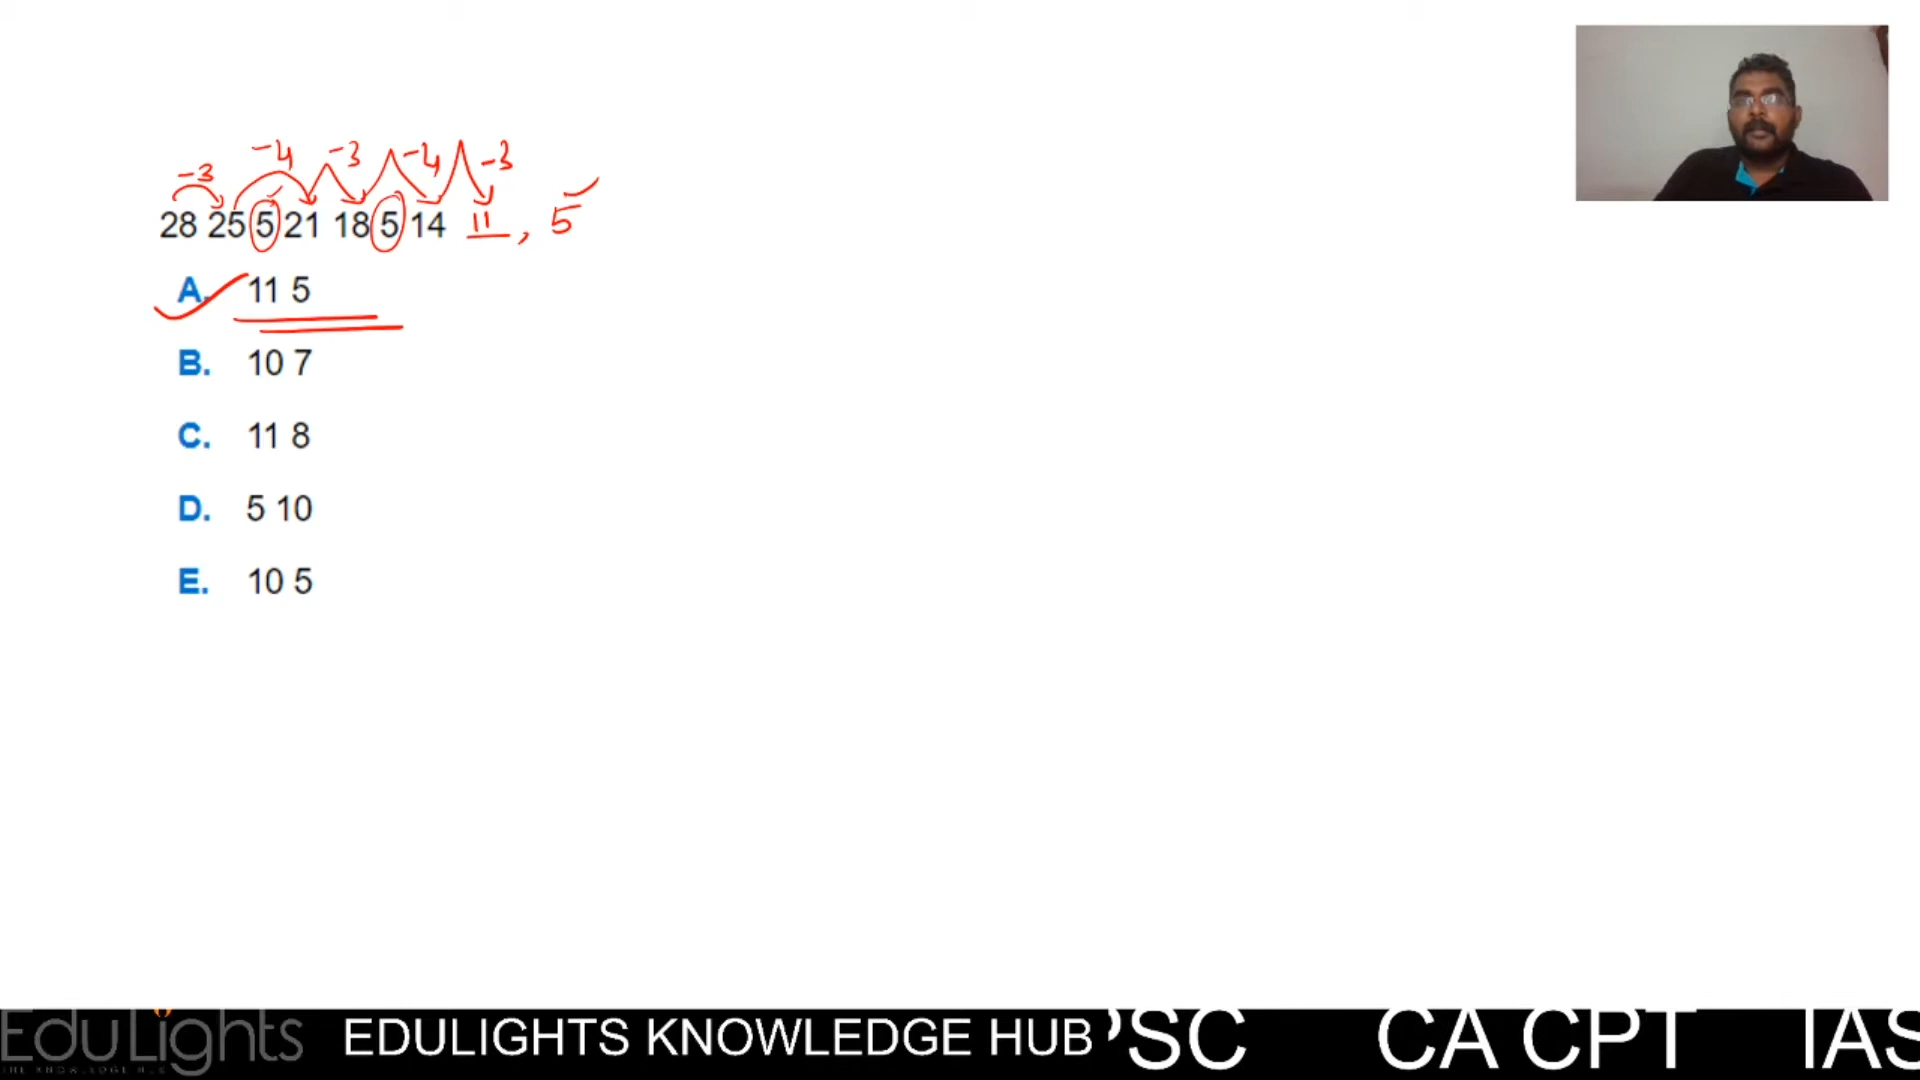 -3 -4 -3 -4 -3
28 25 5 21 18 5 14 11, 5
A. 11 5
B. 10 7
C. 11 8
D. 5 10
E. 10 5
EduLights EDULIGHTS KNOWLEDGE HUB PSC CA CPT IAS